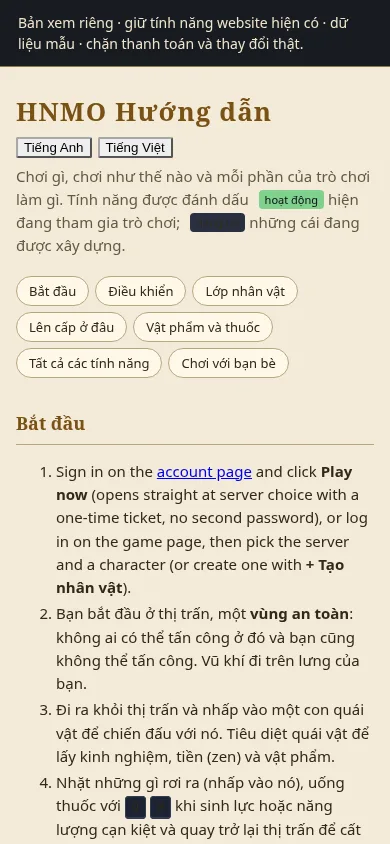 Bản xem riêng · giữ tính năng website hiện có · dữ
liệu mẫu · chặn thanh toán và thay đổi thật.
HNMO Hướng dẫn
Tiếng Anh Tiếng Việt
Chơi gì, chơi như thế nào và mỗi phần của trò chơi
làm gì. Tính năng được đánh dấu hoạt động hiện
đang tham gia trò chơi; những cái đang
được xây dựng.
Bắt đầu Điều khiển Lớp nhân vật
Lên cấp ở đâu Vật phẩm và thuốc
Tất cả các tính năng Chơi với bạn bè
Bắt đầu
1. Sign in on the account page and click Play
now (opens straight at server choice with a
one-time ticket, no second password), or log
in on the game page, then pick the server
and a character (or create one with + Tạo
nhân vật).
2. Bạn bắt đầu ở thị trấn, một vùng an toàn:
không ai có thể tấn công ở đó và bạn cũng
không thể tấn công. Vũ khí đi trên lưng của
bạn.
3. Đi ra khỏi thị trấn và nhấp vào một con quái
vật để chiến đấu với nó. Tiêu diệt quái vật để
lấy kinh nghiệm, tiền (zen) và vật phẩm.
4. Nhặt những gì rơi ra (nhấp vào nó), uống
thuốc với khi sinh lực hoặc năng
lượng cạn kiệt và quay trở lại thị trấn để cất